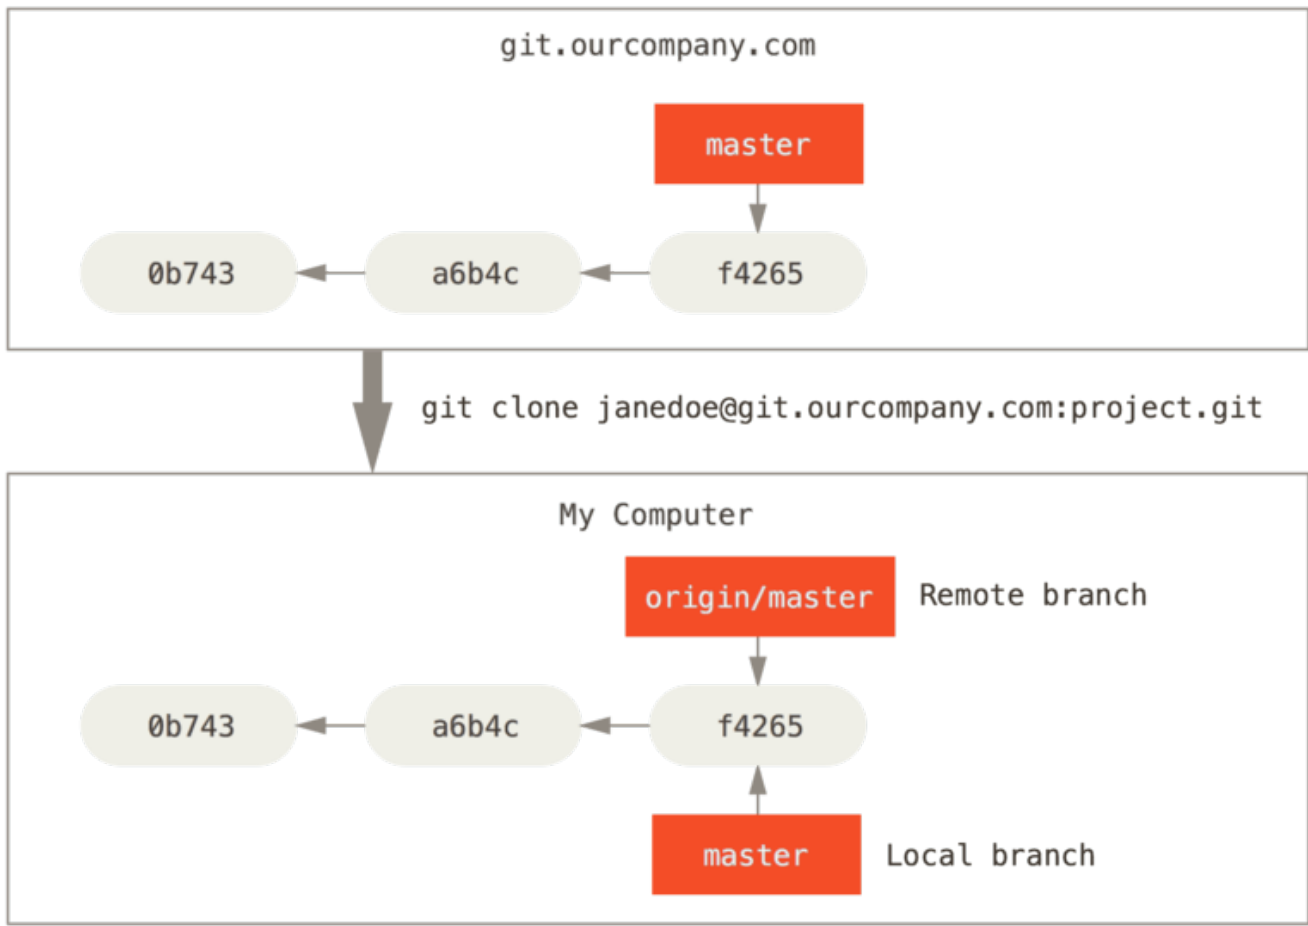 git.ourcompany.com
master
0b743 a6b4c f4265
git clone janedoe@git.ourcompany.com:project.git
My Computer
origin/master Remote branch
0b743 a6b4c f4265
master Local branch